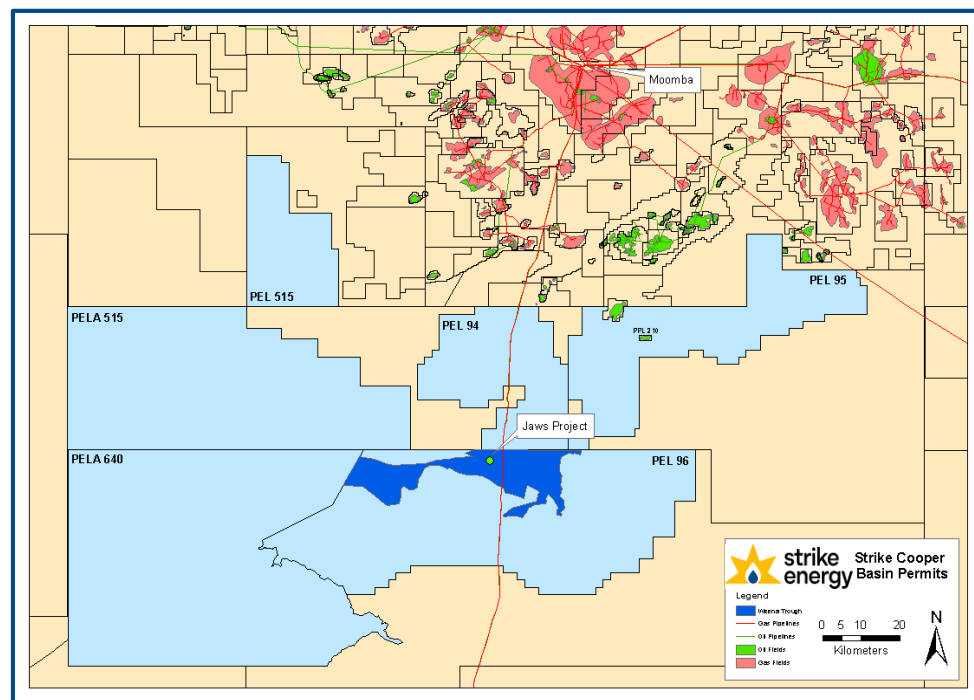 Moomba
PEL 515
PEL 95
PELA 515
PEL 94
PPL 210
Jaws Project
PELA 640
PEL 96
strike
energy
Strike Cooper
Basin Permits
Legend
Weena Trough
Gas Pipelines
Oil Pipelines
Oil Fields
Gas Fields
0 5 10 20
Kilometers
N